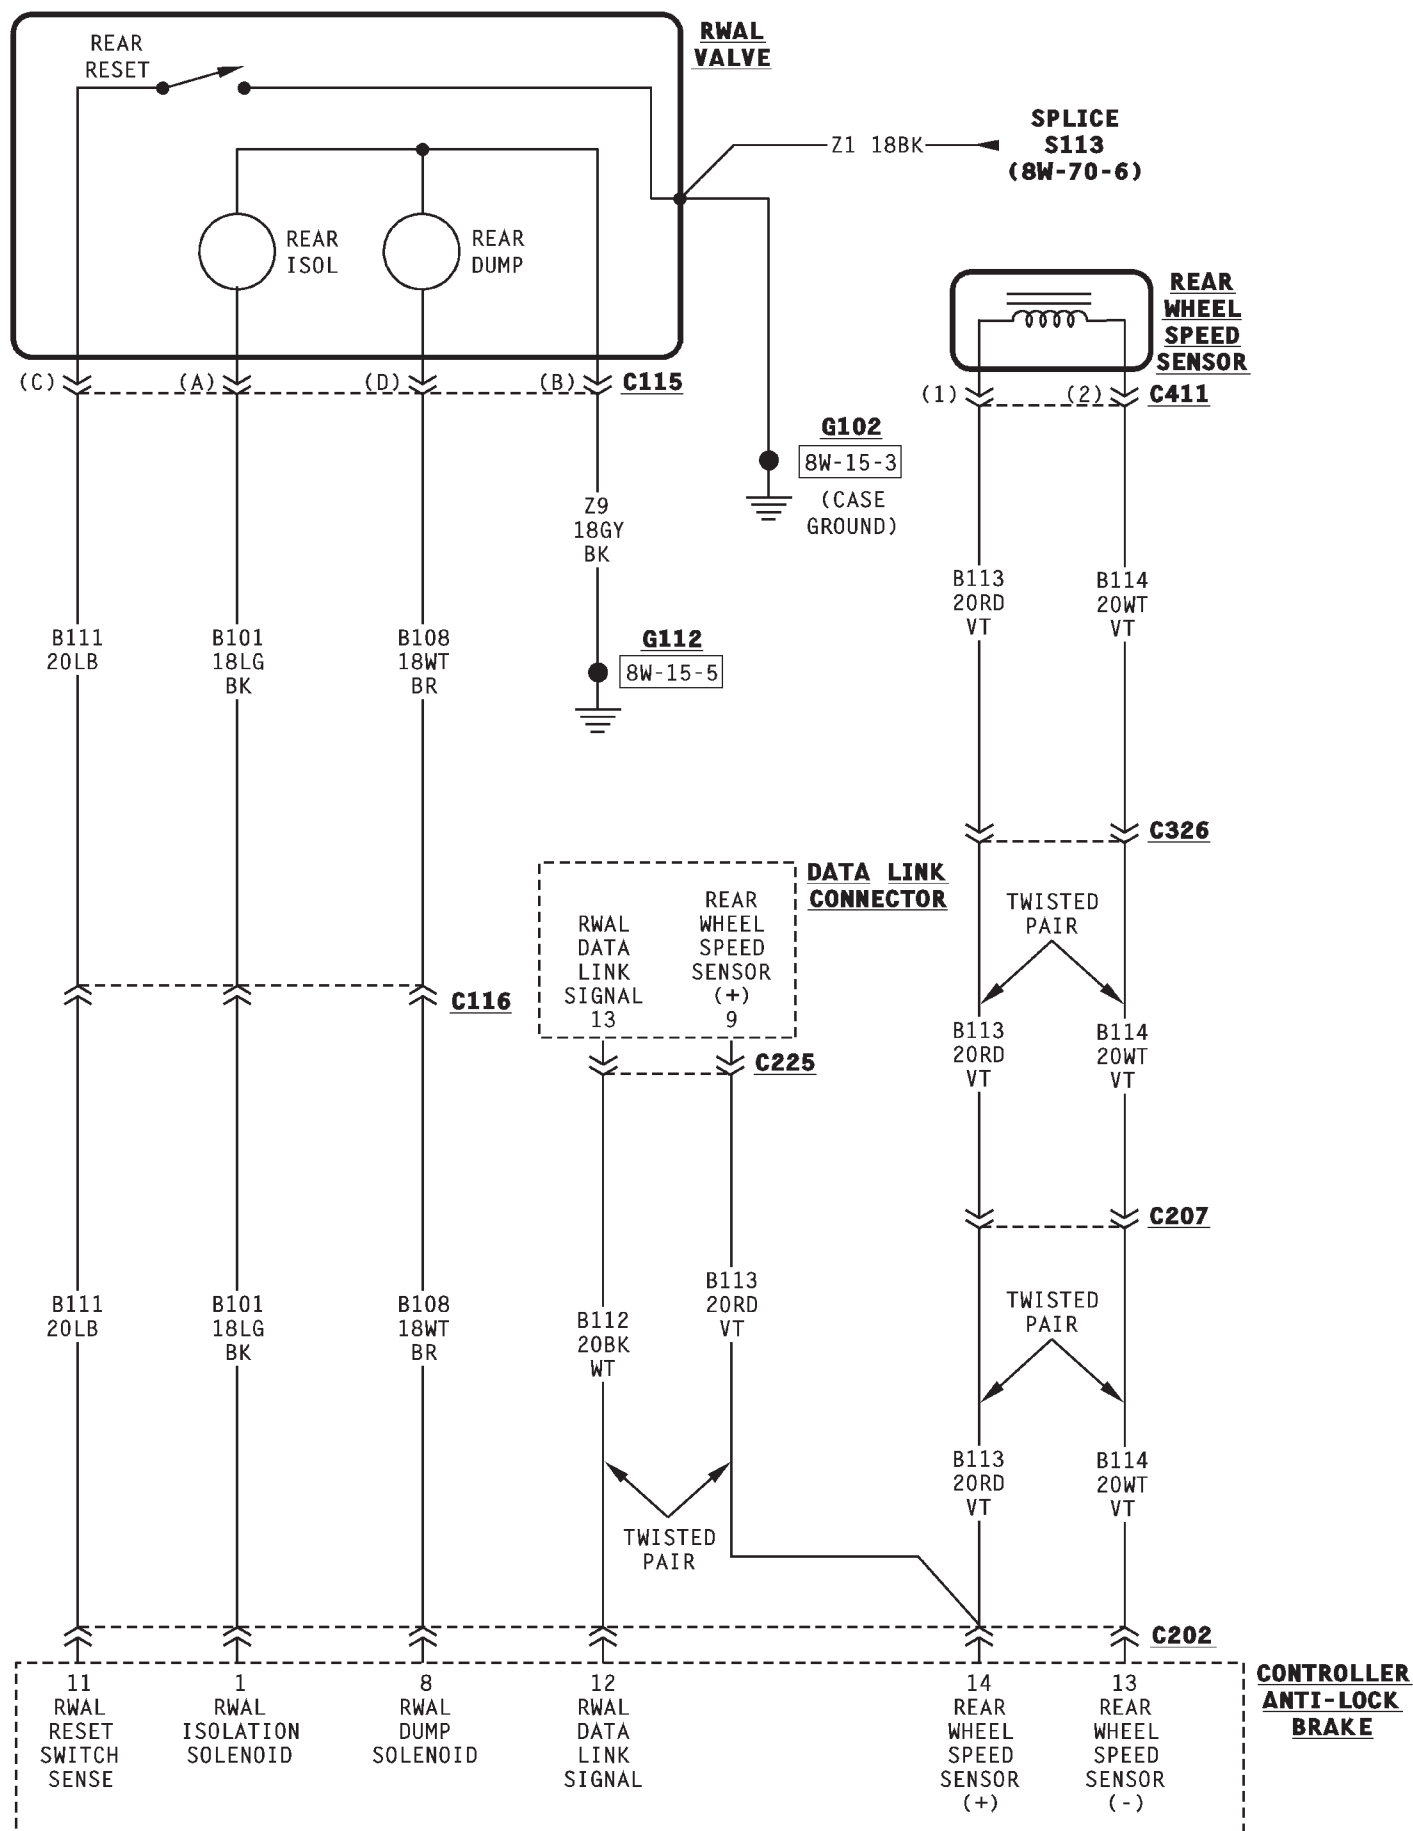 REAR
RESET
RWAL
VALVE
Z1 18BK
SPLICE
S113
(8W-70-6)
REAR
ISOL
REAR
DUMP
REAR
WHEEL
SPEED
SENSOR
(C)
(A)
(D)
(B)
C115
(1)
(2)
C411
G102
8W-15-3
(CASE
GROUND)
Z9
18GY
BK
B113
20RD
VT
B114
20WT
VT
B111
20LB
B101
18LG
BK
B108
18WT
BR
G112
8W-15-5
C326
DATA LINK
CONNECTOR
RWAL
DATA
LINK
SIGNAL
13
REAR
WHEEL
SPEED
SENSOR
(+)
9
TWISTED
PAIR
C116
B113
20RD
VT
B114
20WT
VT
C225
C207
B111
20LB
B101
18LG
BK
B108
18WT
BR
B112
20BK
WT
B113
20RD
VT
TWISTED
PAIR
B113
20RD
VT
B114
20WT
VT
TWISTED
PAIR
C202
11
RWAL
RESET
SWITCH
SENSE
1
RWAL
ISOLATION
SOLENOID
8
RWAL
DUMP
SOLENOID
12
RWAL
DATA
LINK
SIGNAL
14
REAR
WHEEL
SPEED
SENSOR
(+)
13
REAR
WHEEL
SPEED
SENSOR
(-)
CONTROLLER
ANTI-LOCK
BRAKE